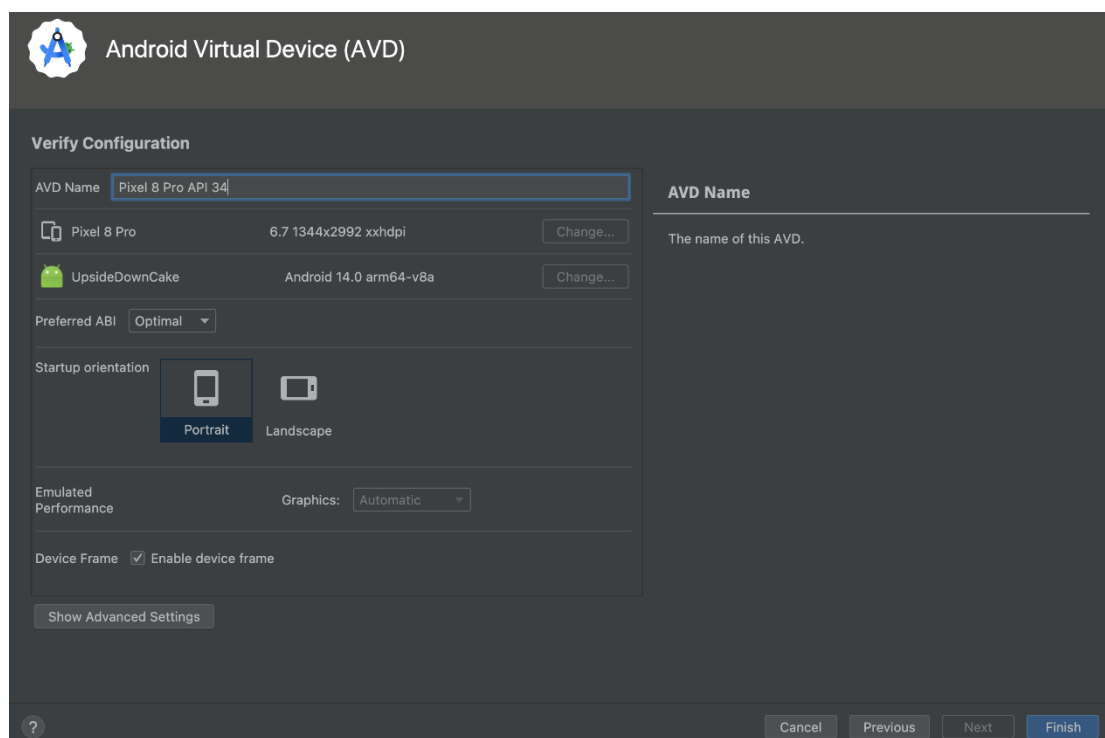 Android Virtual Device (AVD)
Verify Configuration
AVD Name Pixel 8 Pro API 34
Pixel 8 Pro 6.7 1344x2992 xxhdpi Change...
UpsideDownCake Android 14.0 arm64-v8a Change...
Preferred ABI Optimal
Startup orientation
Portrait Landscape
Emulated
Performance
Graphics: Automatic
Device Frame Enable device frame
Show Advanced Settings
AVD Name
The name of this AVD.
? Cancel Previous Next Finish